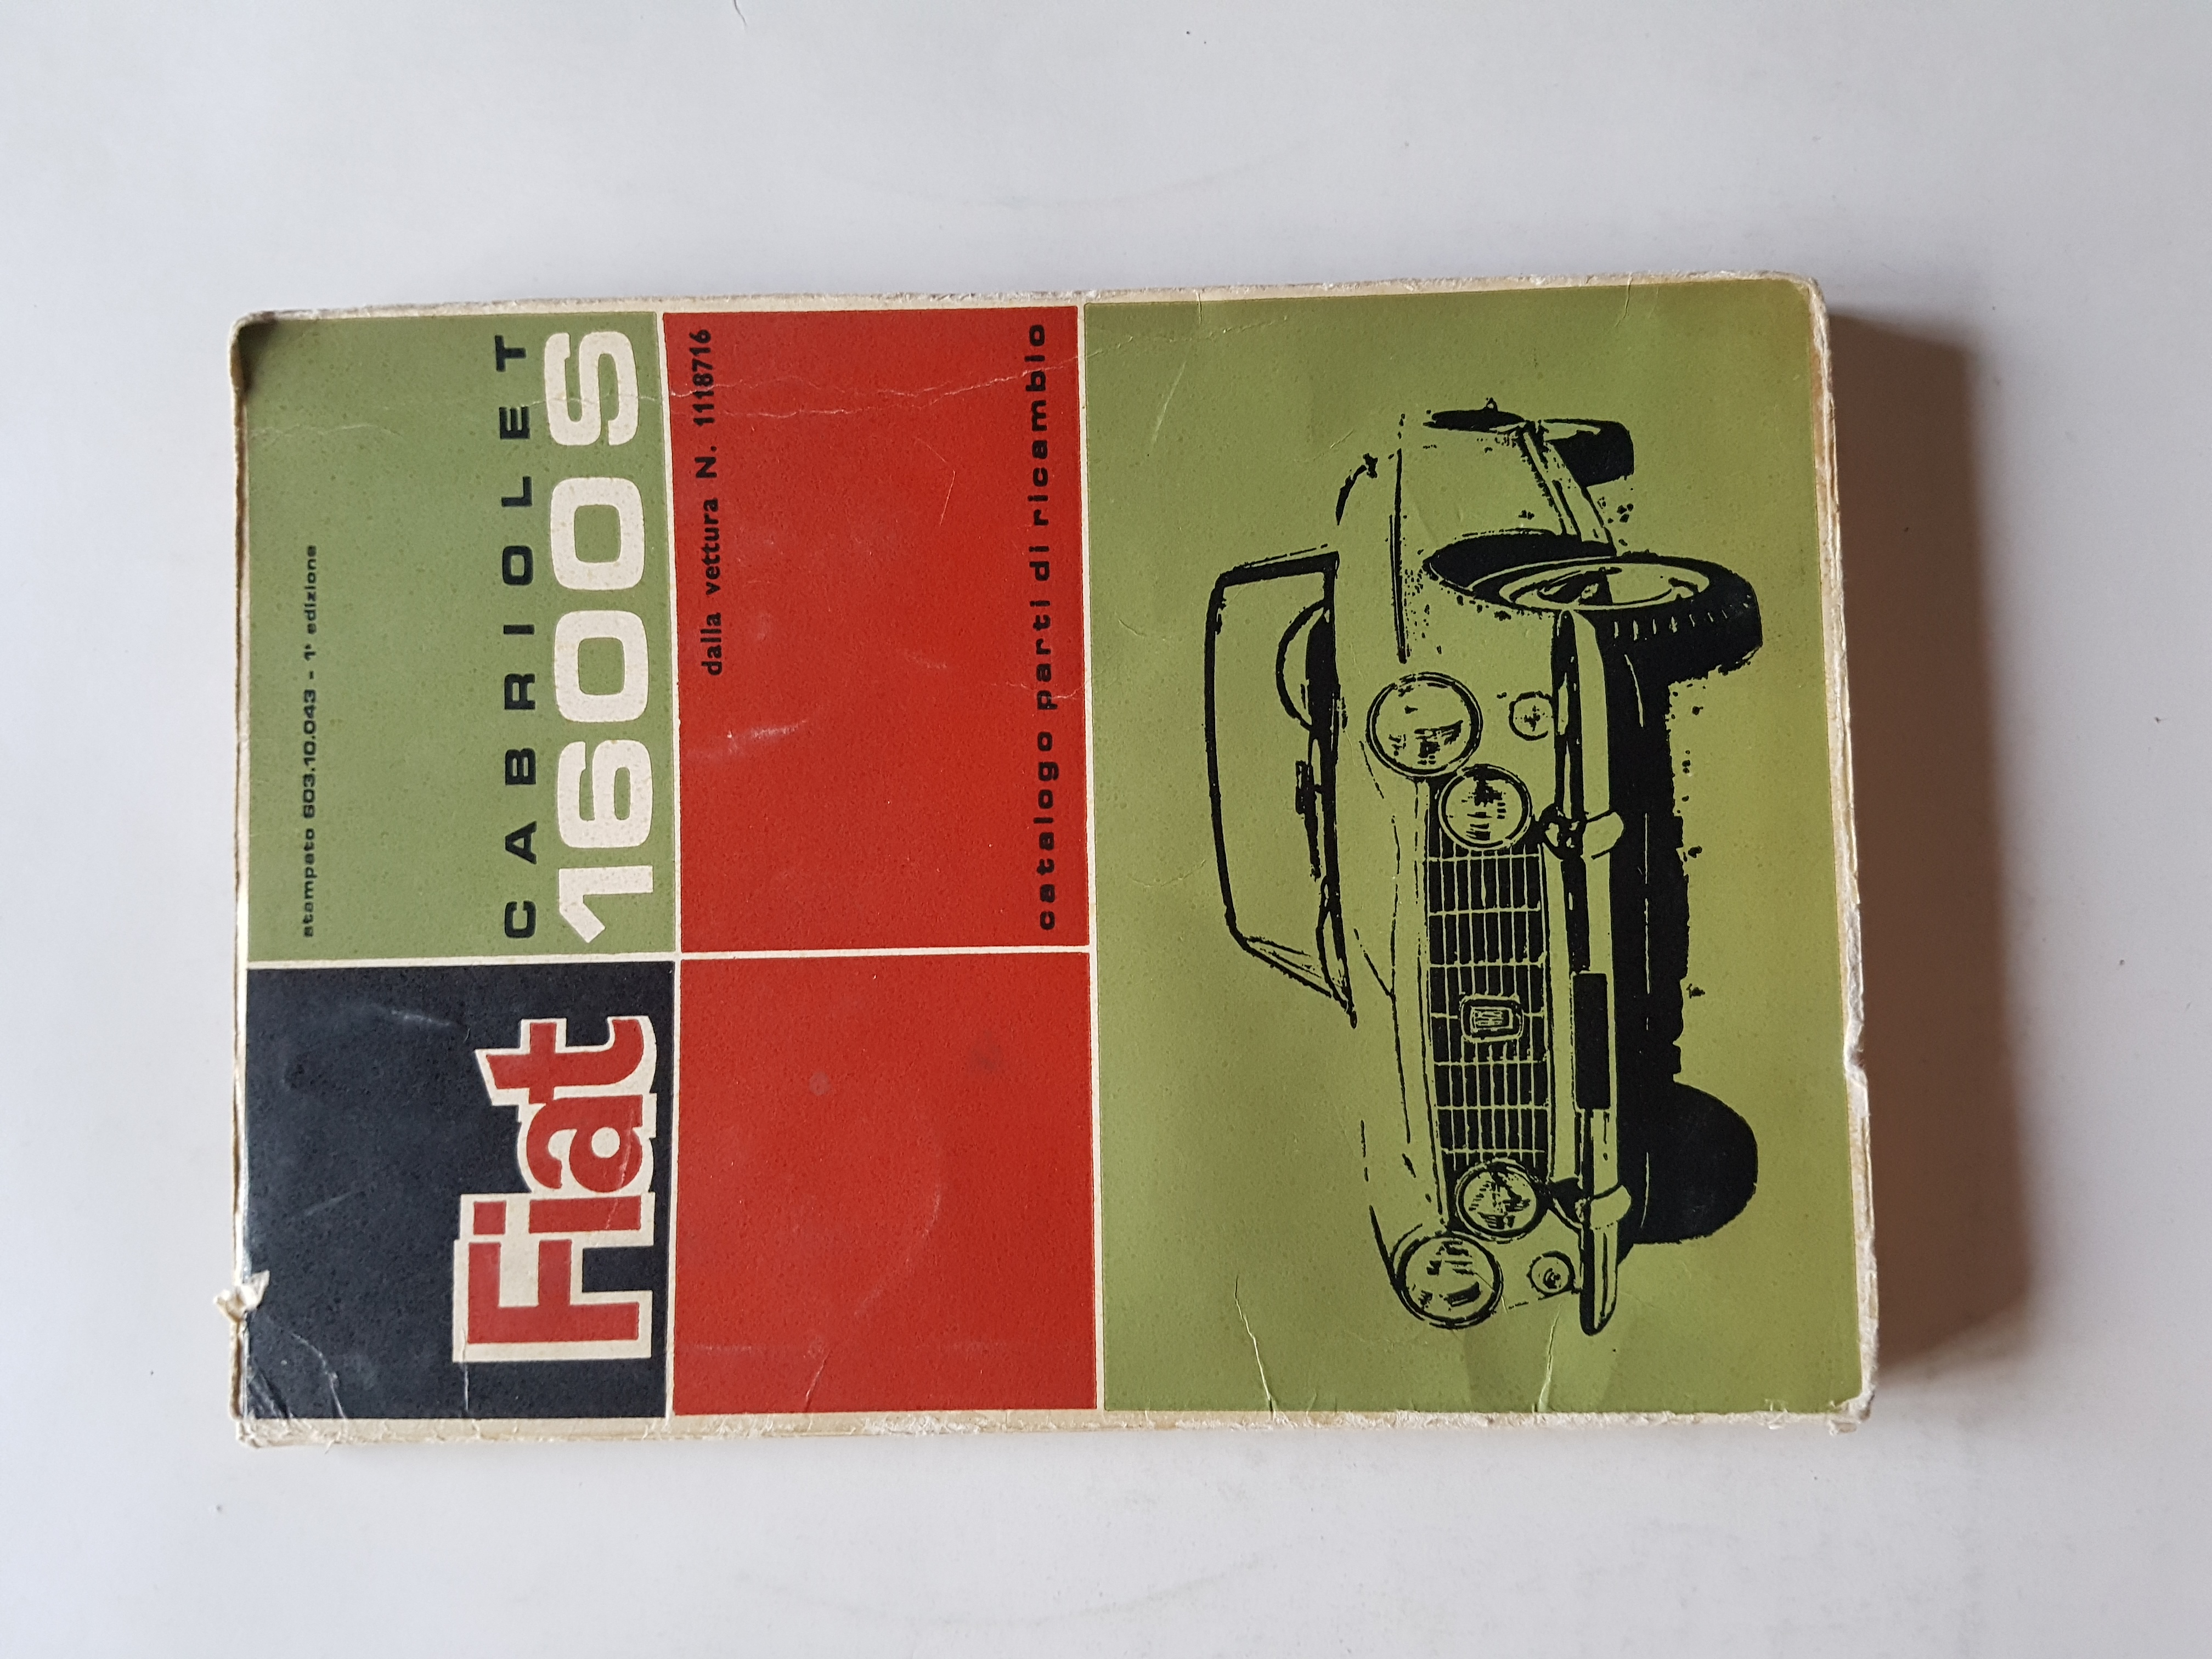 stampato 603.10.043 - 1ª edizione
CABRIOLET
Fiat 1600S
dalla vettura N. 1118716
catalogo parti di ricambio